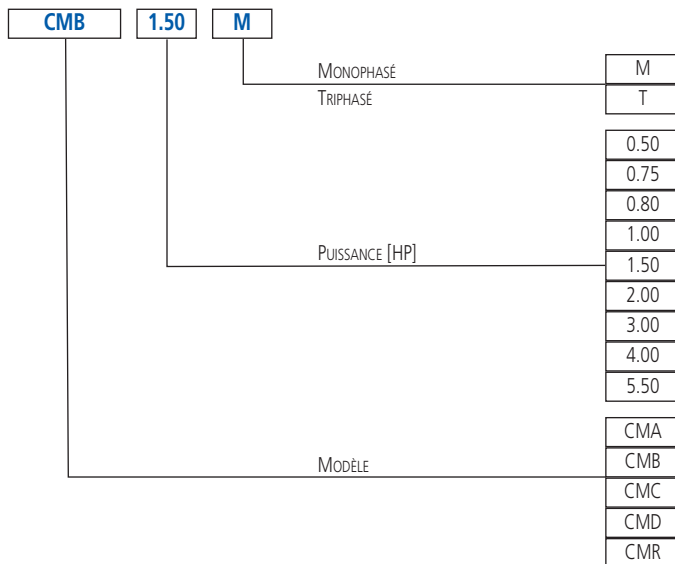 CMB 1.50 M
Monophasé M
Triphasé T
0.50
0.75
0.80
1.00
Puissance [HP] 1.50
2.00
3.00
4.00
5.50
CMA
Modèle CMB
CMC
CMD
CMR